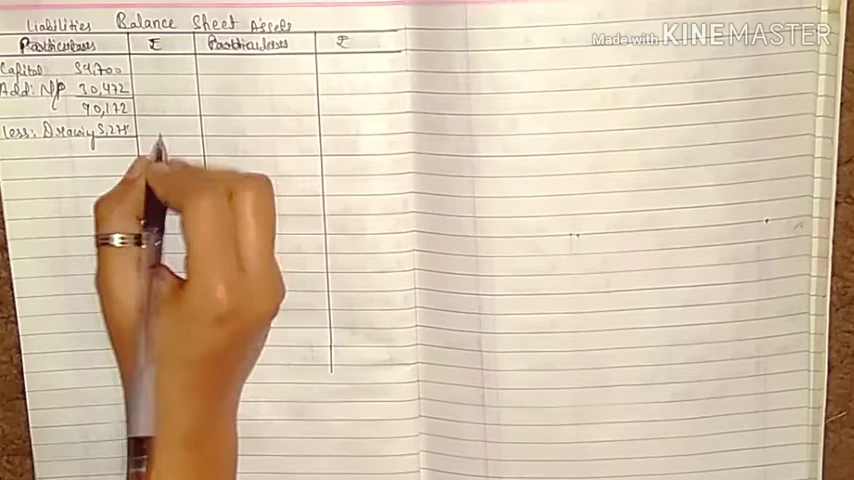 Liabilities Balance Sheet Assets
Particulars ₹ Particulars ₹
Capital 59,700
Add: N/P 30,472
90,172
Less: Drawing 5,275
Made with KINEMASTER